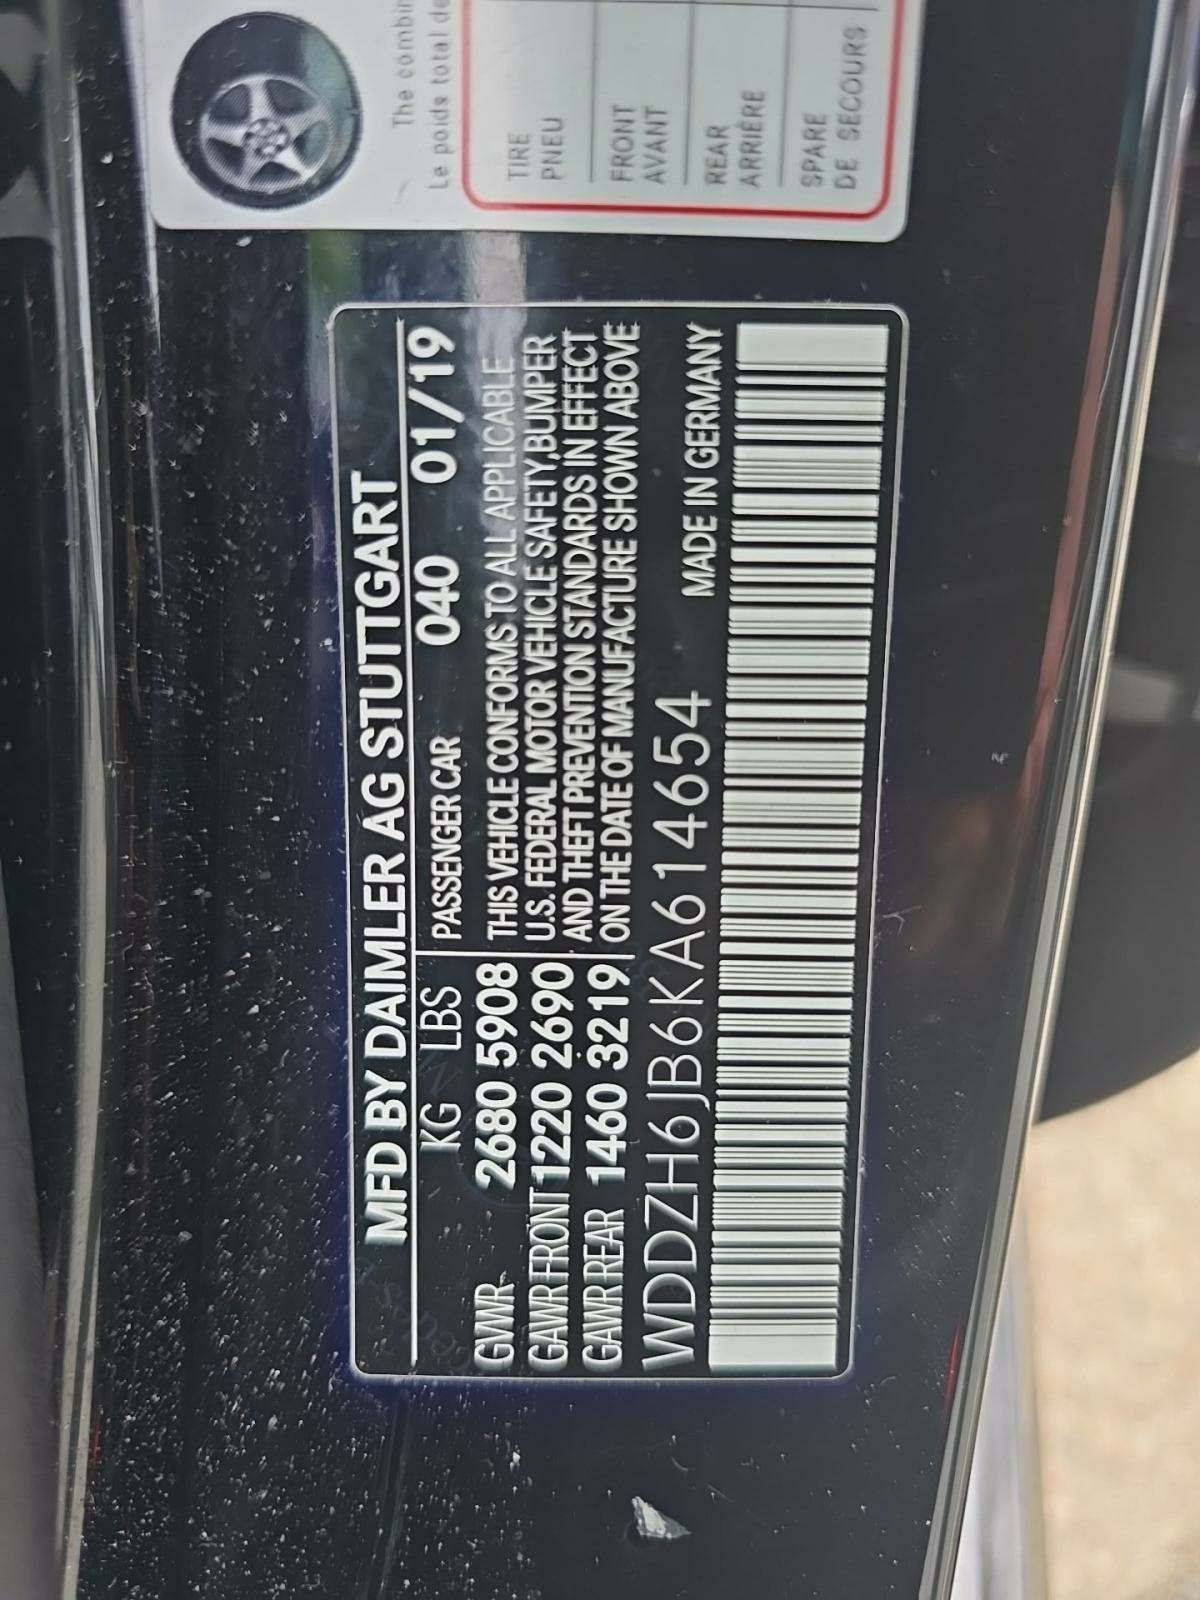 The combin
Le poids total de
TIRE
PNEU
FRONT
AVANT
REAR
ARRIÈRE
SPARE
DE SECOURS
MFD BY DAIMLER AG STUTTGART
KG LBS PASSENGER CAR 040 01/19
GWWR 2680 5908
GAWR FRONT 1220 2690
GAWR REAR 1460 3219
THIS VEHICLE CONFORMS TO ALL APPLICABLE
U.S. FEDERAL MOTOR VEHICLE SAFETY,BUMPER
AND THEFT PREVENTION STANDARDS IN EFFECT
ON THE DATE OF MANUFACTURE SHOWN ABOVE
WDDZH6JB6KA614654 MADE IN GERMANY